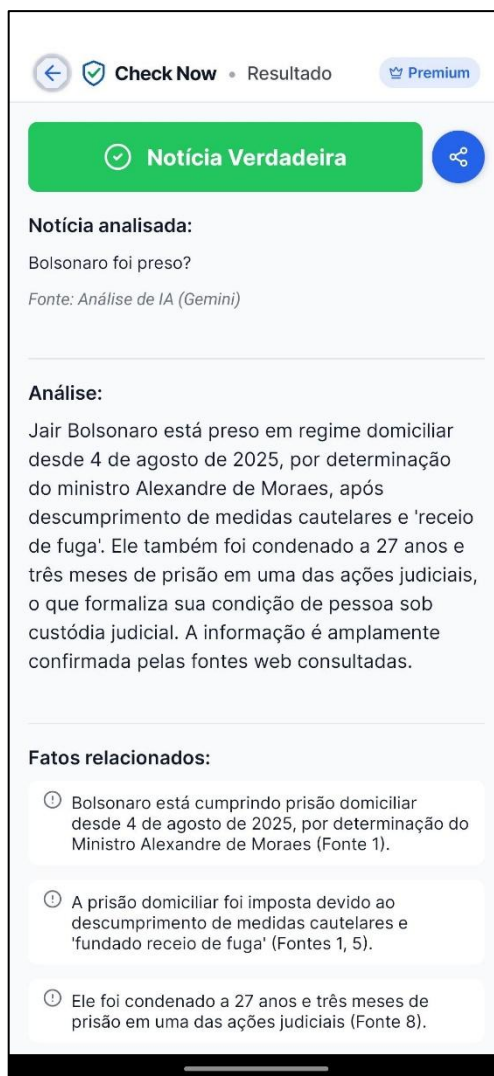 Check Now • Resultado Premium
Notícia Verdadeira
Notícia analisada:
Bolsonaro foi preso?
Fonte: Análise de IA (Gemini)
Análise:
Jair Bolsonaro está preso em regime domiciliar
desde 4 de agosto de 2025, por determinação
do ministro Alexandre de Moraes, após
descumprimento de medidas cautelares e 'receio
de fuga'. Ele também foi condenado a 27 anos e
três meses de prisão em uma das ações judiciais,
o que formaliza sua condição de pessoa sob
custódia judicial. A informação é amplamente
confirmada pelas fontes web consultadas.
Fatos relacionados:
Bolsonaro está cumprindo prisão domiciliar
desde 4 de agosto de 2025, por determinação do
Ministro Alexandre de Moraes (Fonte 1).
A prisão domiciliar foi imposta devido ao
descumprimento de medidas cautelares e
'fundado receio de fuga' (Fontes 1, 5).
Ele foi condenado a 27 anos e três meses de
prisão em uma das ações judiciais (Fonte 8).